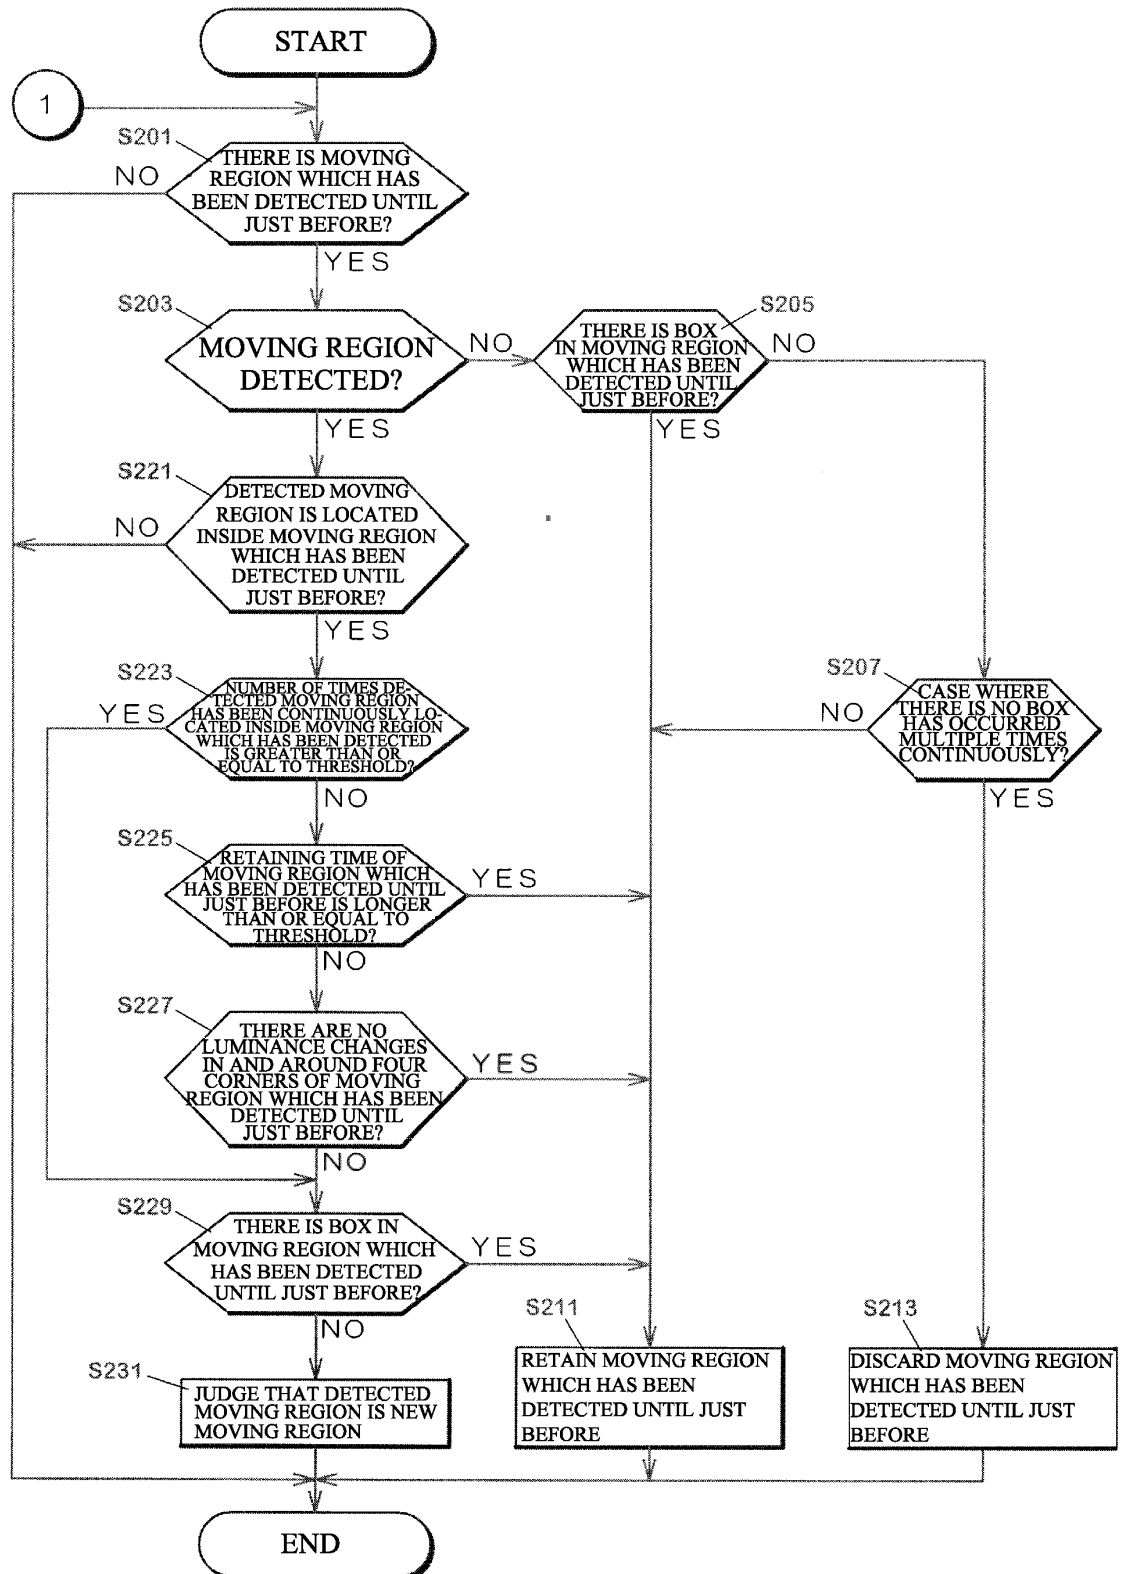 START
1
S201
THERE IS MOVING
REGION WHICH HAS
BEEN DETECTED UNTIL
JUST BEFORE?
NO
YES
S203
MOVING REGION
DETECTED?
NO
YES
S205
THERE IS BOX
IN MOVING REGION
WHICH HAS BEEN
DETECTED UNTIL
JUST BEFORE?
NO
YES
S221
DETECTED MOVING
REGION IS LOCATED
INSIDE MOVING REGION
WHICH HAS BEEN
DETECTED UNTIL
JUST BEFORE?
NO
YES
S223
NUMBER OF TIMES DE-
TECTED MOVING REGION
HAS BEEN CONTINUOUSLY LO-
CATED INSIDE MOVING REGION
WHICH HAS BEEN DETECTED
IS GREATER THAN OR
EQUAL TO THRESHOLD?
YES
NO
S207
CASE WHERE
THERE IS NO BOX
HAS OCCURRED
MULTIPLE TIMES
CONTINUOUSLY?
NO
YES
S225
RETAINING TIME OF
MOVING REGION WHICH
HAS BEEN DETECTED UNTIL
JUST BEFORE IS LONGER
THAN OR EQUAL TO
THRESHOLD?
YES
NO
S227
THERE ARE NO
LUMINANCE CHANGES
IN AND AROUND FOUR
CORNERS OF MOVING
REGION WHICH HAS BEEN
DETECTED UNTIL
JUST BEFORE?
YES
NO
S229
THERE IS BOX IN
MOVING REGION WHICH
HAS BEEN DETECTED
UNTIL JUST BEFORE?
YES
NO
S231
JUDGE THAT DETECTED
MOVING REGION IS NEW
MOVING REGION
S211
RETAIN MOVING REGION
WHICH HAS BEEN
DETECTED UNTIL JUST
BEFORE
S213
DISCARD MOVING REGION
WHICH HAS BEEN
DETECTED UNTIL JUST
BEFORE
END